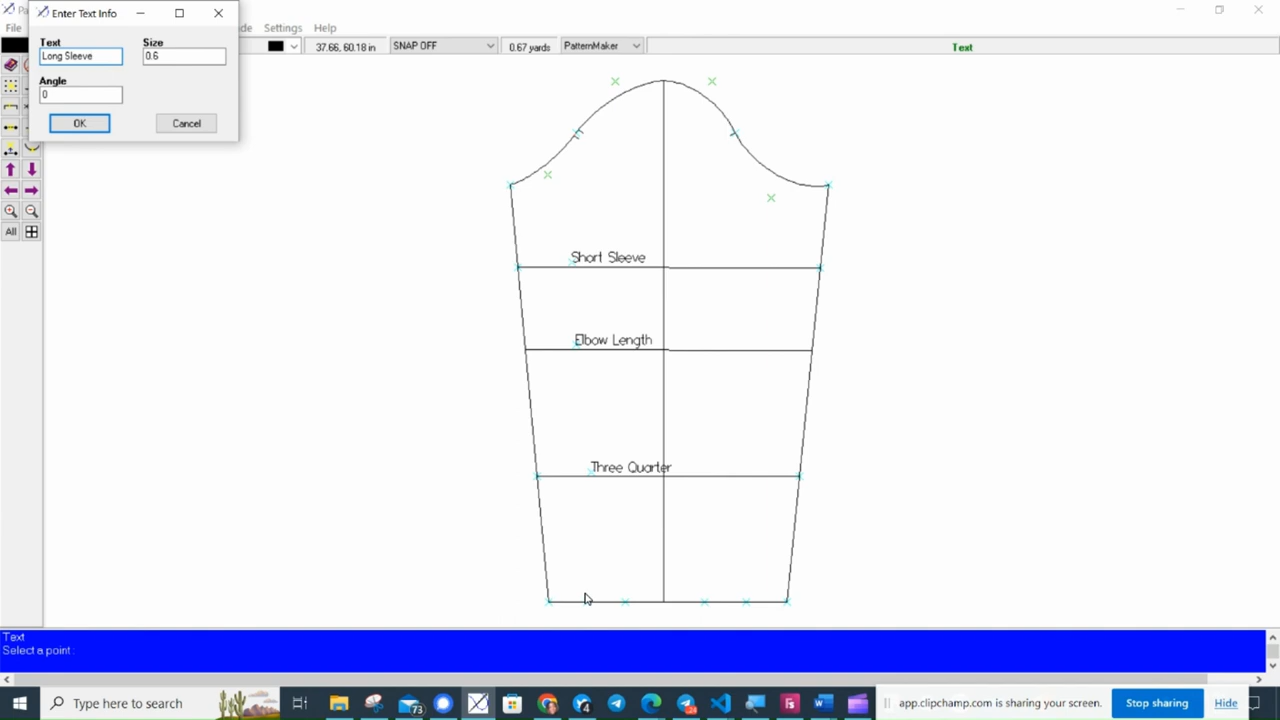 Enter Text Info
Text
Size
Long Sleeve
0.6
Angle
0
OK
Cancel
File
Settings
Help
37.66, 60.18 in
SNAP OFF
0.67 yards
PatternMaker
Text
All
Short Sleeve
Elbow Length
Three Quarter
Text
Select a point :
Type here to search
73
app.clipchamp.com is sharing your screen.
Stop sharing
Hide